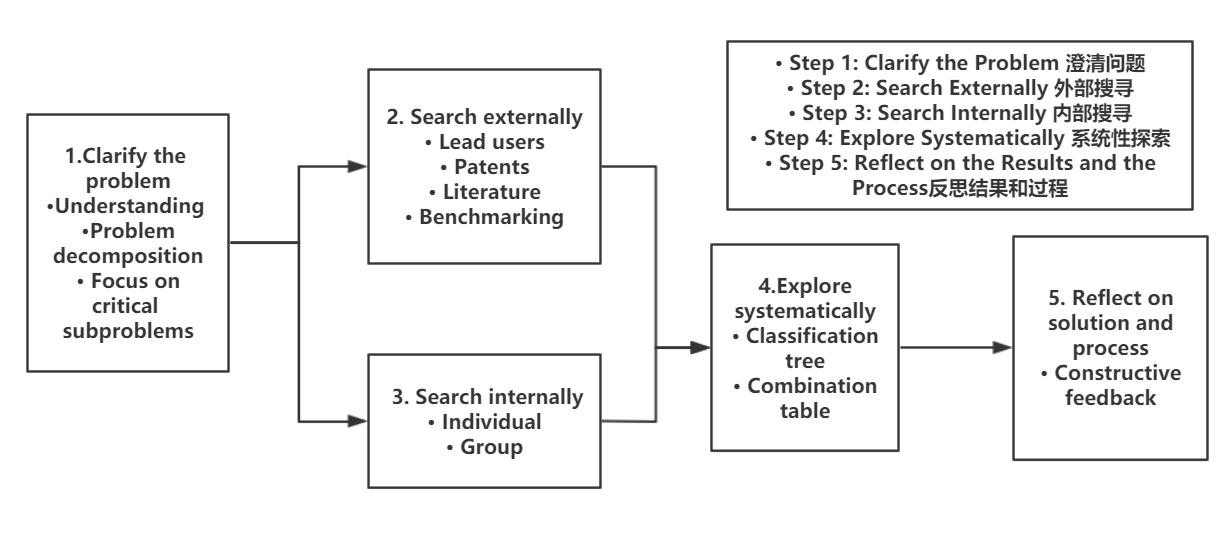 1.Clarify the
problem
•Understanding
•Problem
decomposition
• Focus on
critical
subproblems
2. Search externally
• Lead users
• Patents
• Literature
• Benchmarking
3. Search internally
• Individual
• Group
• Step 1: Clarify the Problem 澄清问题
• Step 2: Search Externally 外部搜寻
• Step 3: Search Internally 内部搜寻
• Step 4: Explore Systematically 系统性探索
• Step 5: Reflect on the Results and the
Process反思结果和过程
4.Explore
systematically
• Classification
tree
• Combination
table
5. Reflect on
solution and
process
• Constructive
feedback